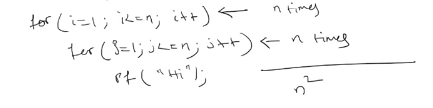 for (i=1; i<=n; i++) ← n times
for (j=1; j<=n; j++) ← n times
pf("Hi");
n²